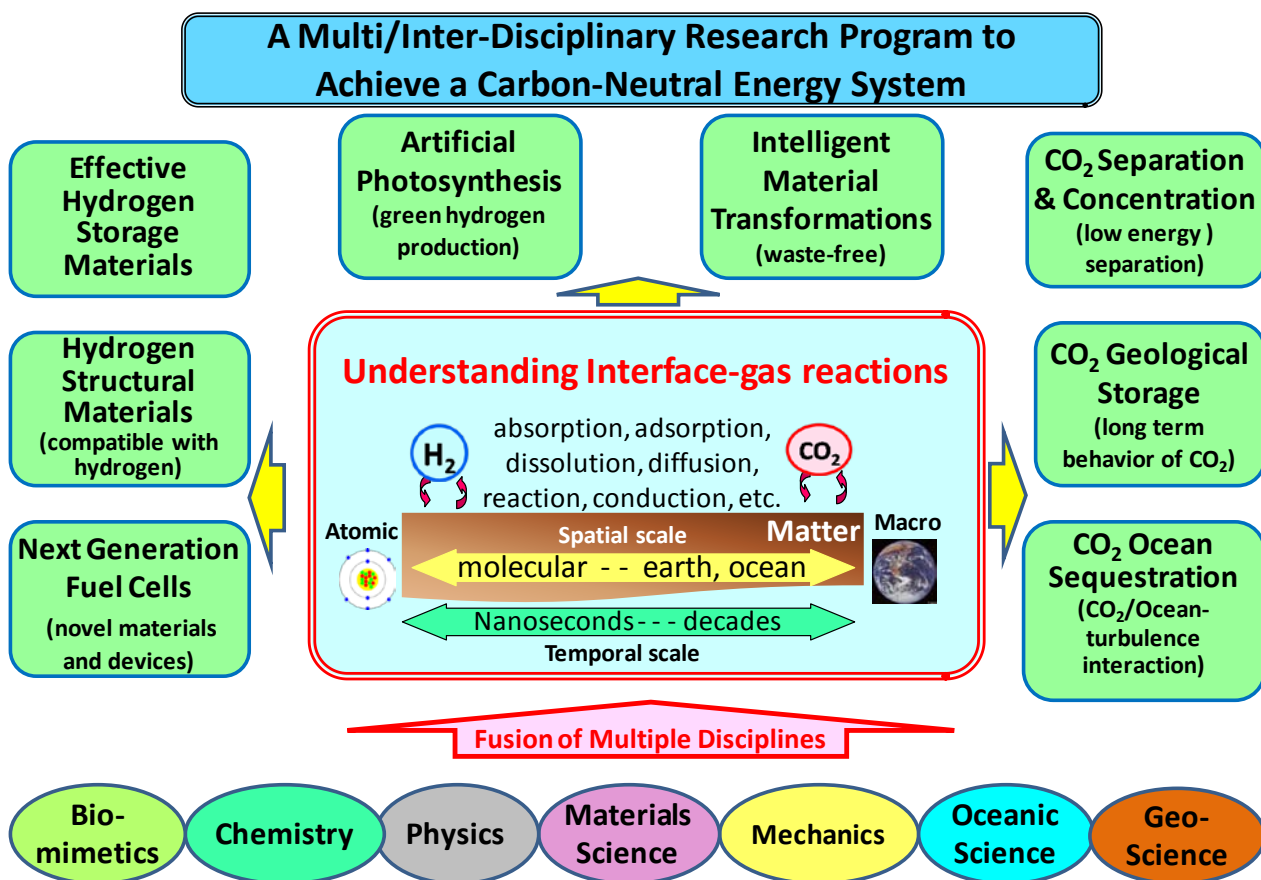 A Multi/Inter-Disciplinary Research Program to
Achieve a Carbon-Neutral Energy System
Effective
Hydrogen
Storage
Materials
Artificial
Photosynthesis
(green hydrogen
production)
Intelligent
Material
Transformations
(waste-free)
CO₂ Separation
& Concentration
(low energy )
separation)
Hydrogen
Structural
Materials
(compatible with
hydrogen)
Next Generation
Fuel Cells
(novel materials
and devices)
Understanding Interface-gas reactions
H₂
absorption, adsorption,
dissolution, diffusion,
reaction, conduction, etc.
CO₂
Atomic
Spatial scale
Matter
Macro
molecular - - earth, ocean
Nanoseconds - - - decades
Temporal scale
CO₂ Geological
Storage
(long term
behavior of CO₂)
CO₂ Ocean
Sequestration
(CO₂/Ocean-
turbulence
interaction)
Fusion of Multiple Disciplines
Bio-
mimetics
Chemistry
Physics
Materials
Science
Mechanics
Oceanic
Science
Geo-
Science